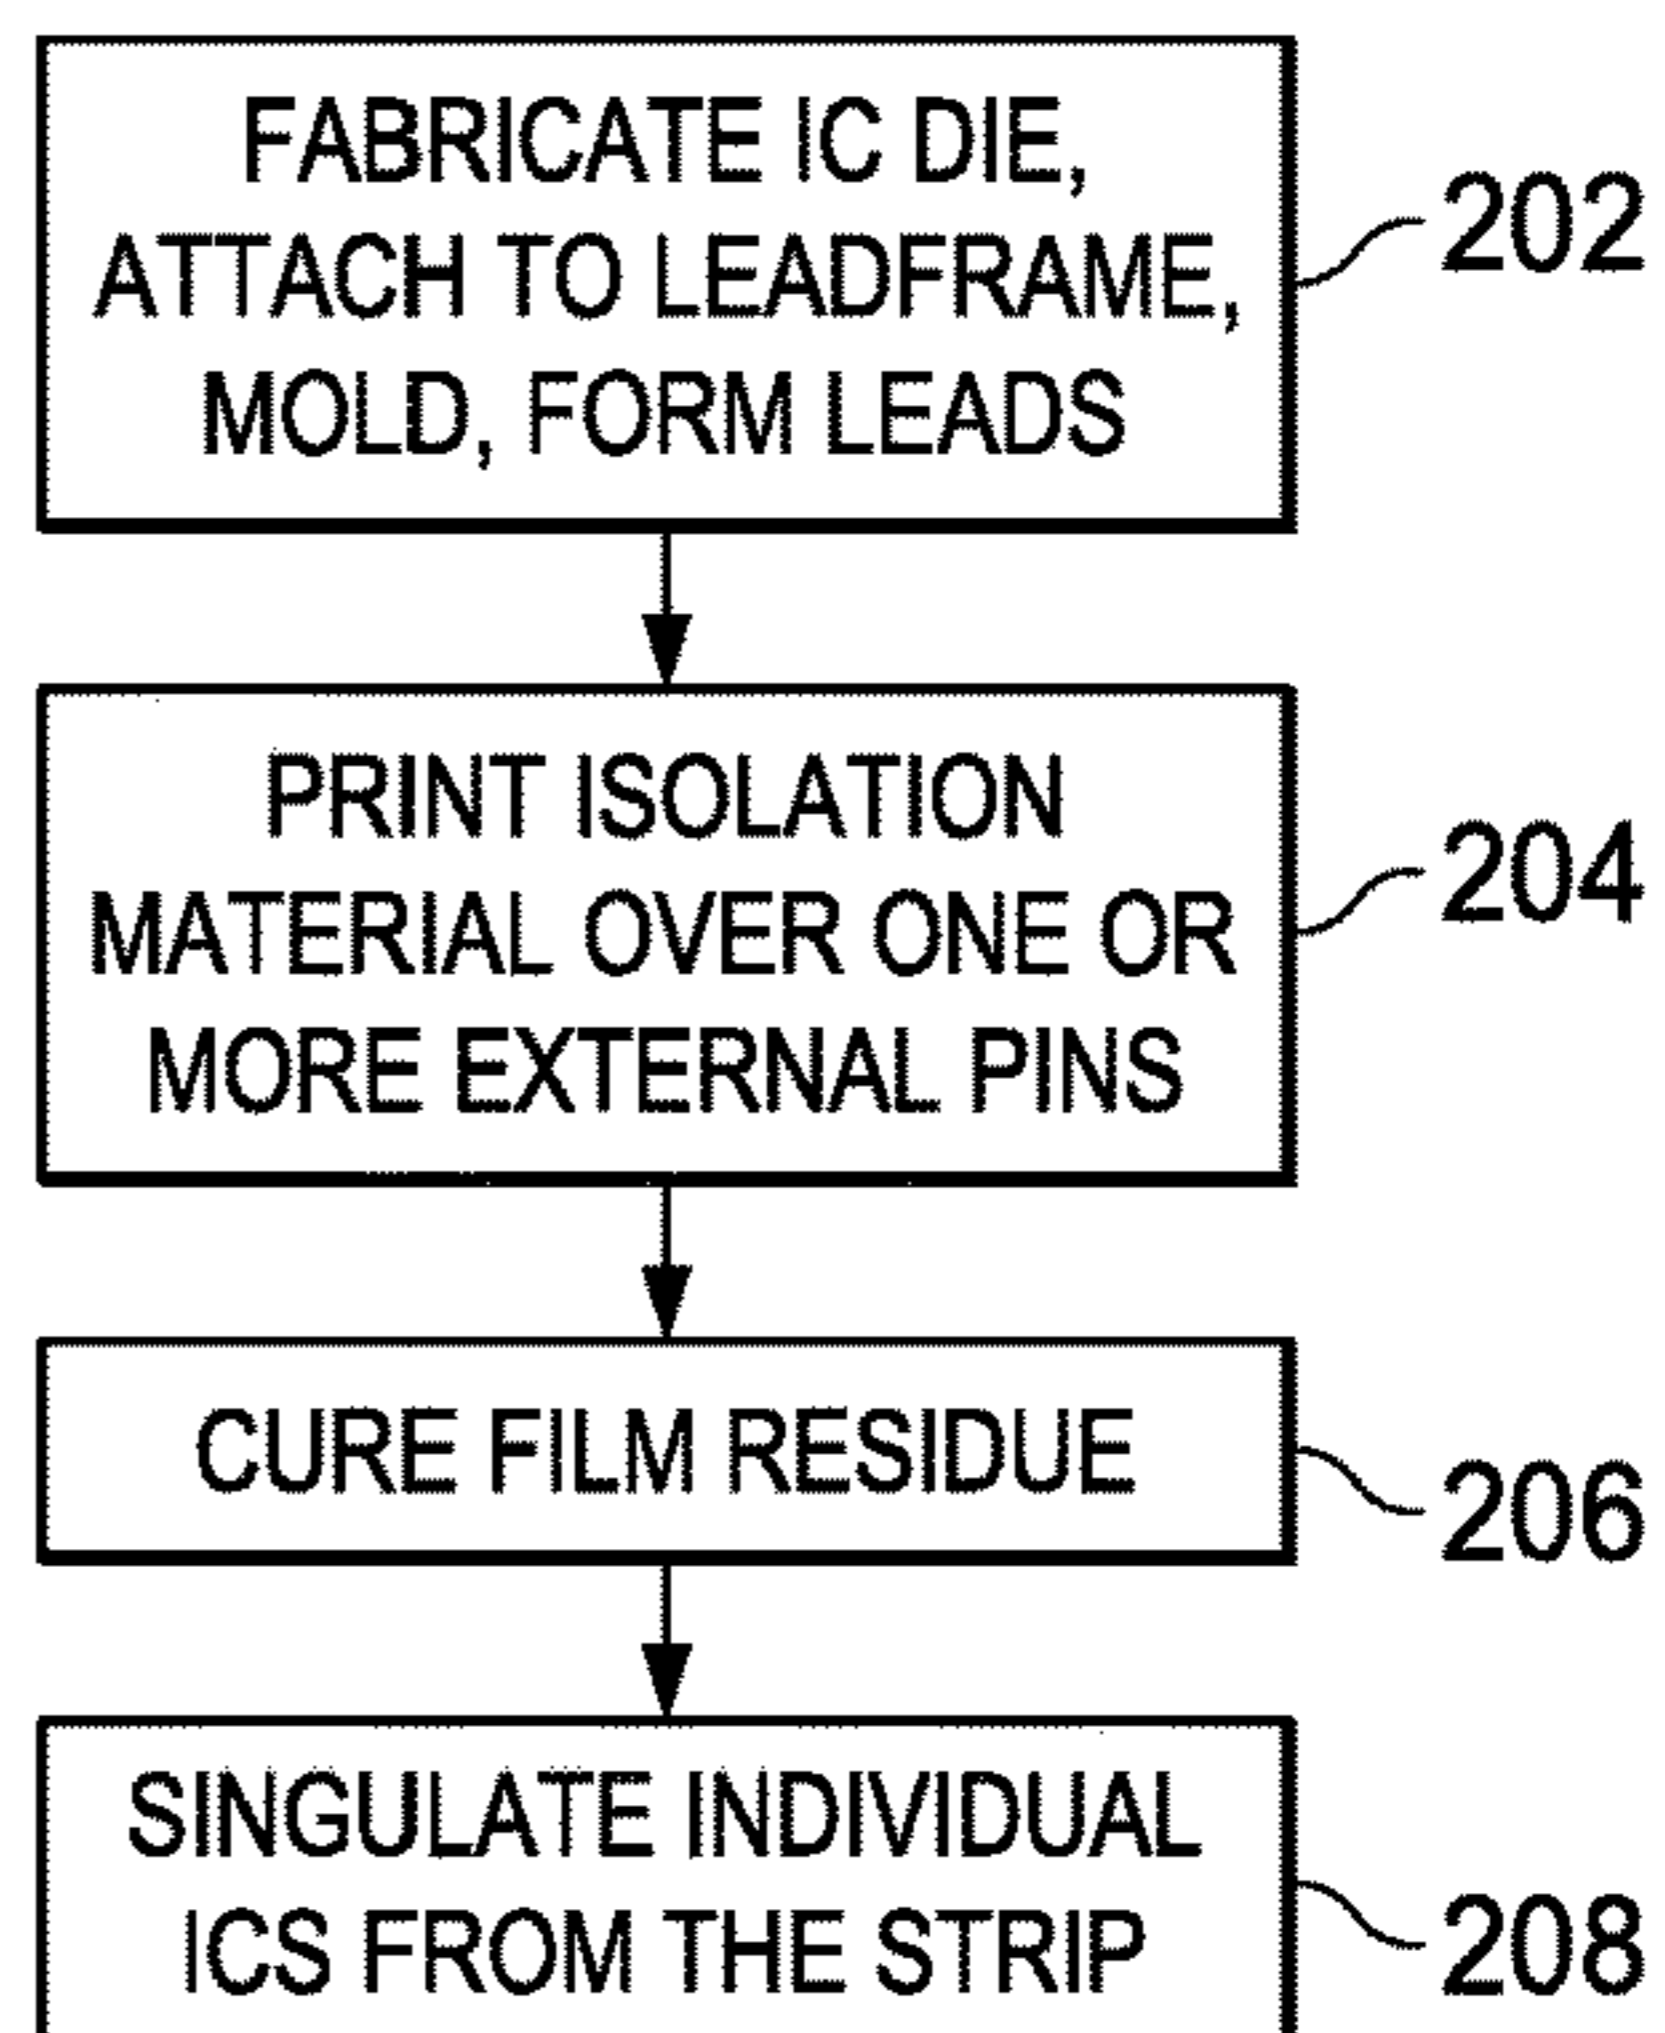 FABRICATE IC DIE,
ATTACH TO LEADFRAME,
MOLD, FORM LEADS
202
PRINT ISOLATION
MATERIAL OVER ONE OR
MORE EXTERNAL PINS
204
CURE FILM RESIDUE
206
SINGULATE INDIVIDUAL
ICS FROM THE STRIP
208